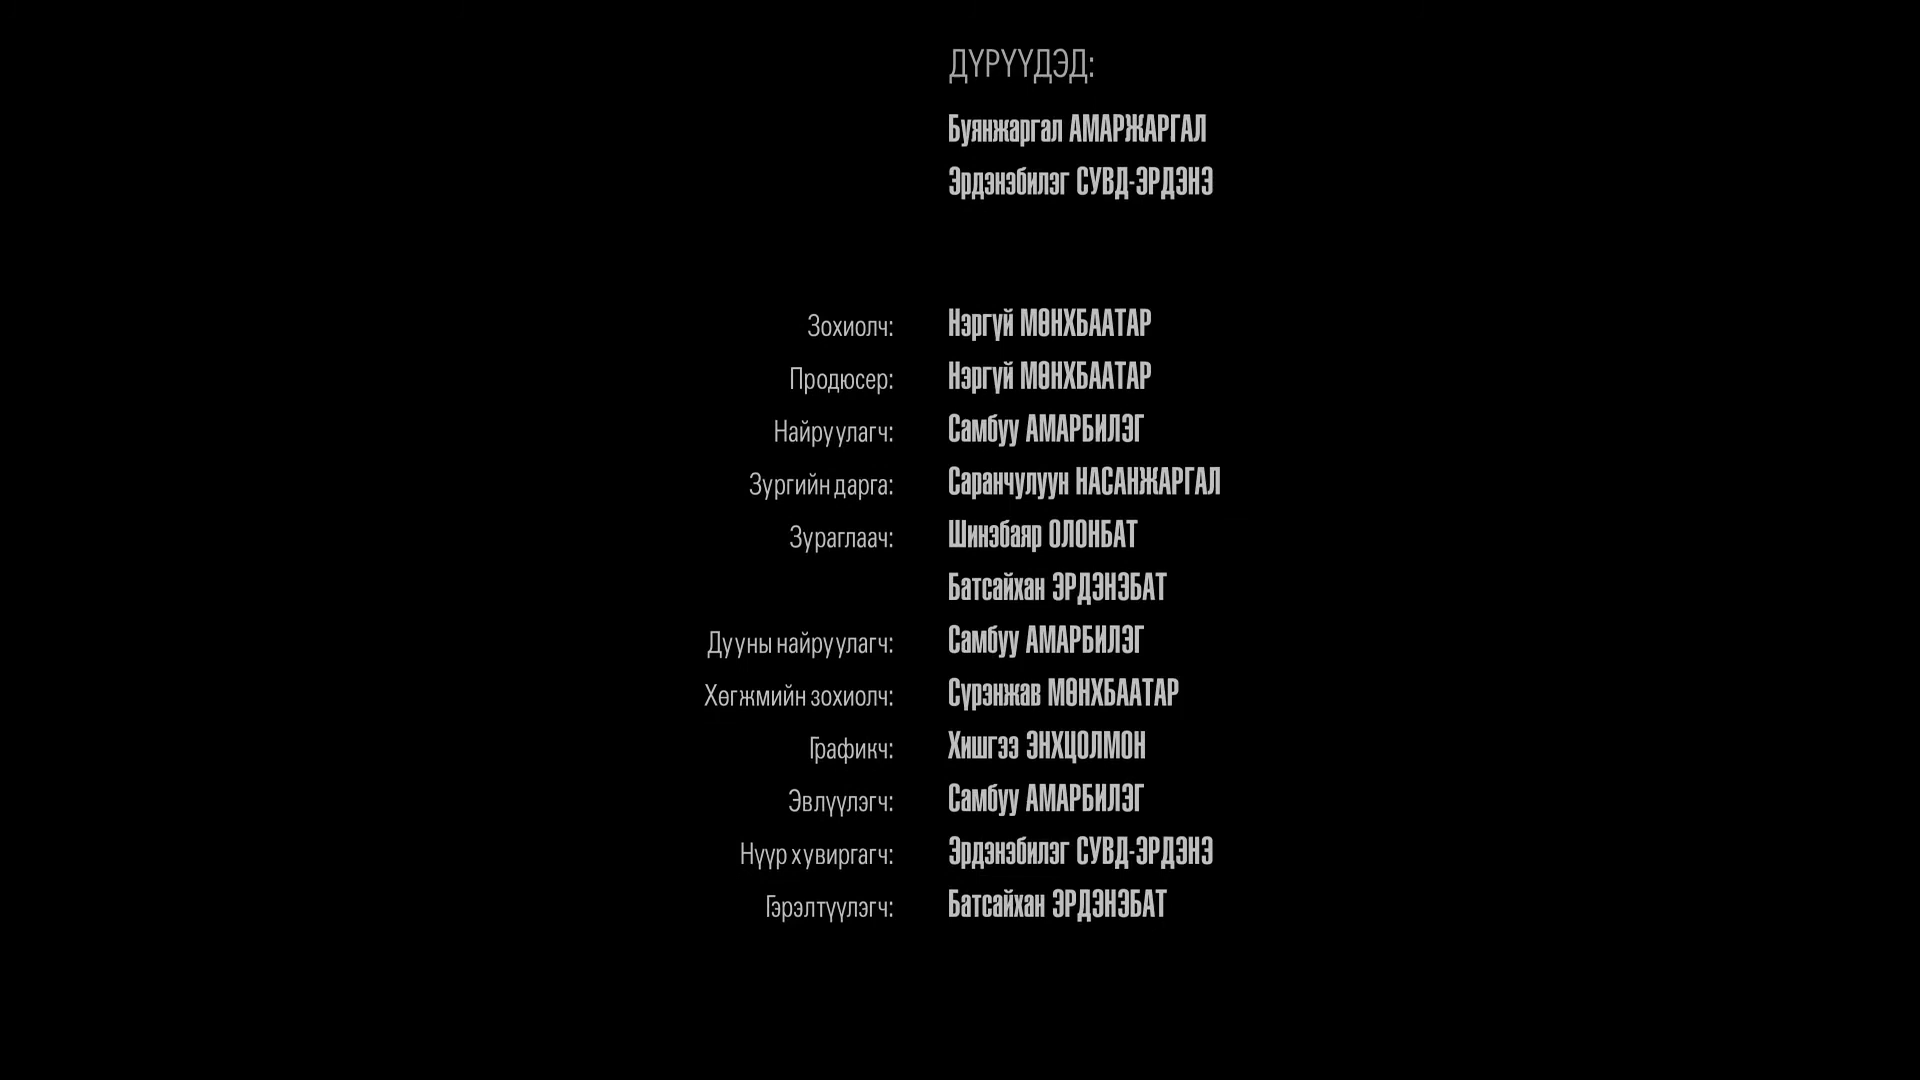 ДҮРҮҮДЭД:
Буянжаргал АМАРЖАРГАЛ
Эрдэнэбилэг СУВД-ЭРДЭНЭ
Зохиолч: Нэргүй МӨНХБААТАР
Продюсер: Нэргүй МӨНХБААТАР
Найруулагч: Самбуу АМАРБИЛЭГ
Зургийн дарга: Саранчулуун НАСАНЖАРГАЛ
Зураглаач: Шинэбаяр ОЛОНБАТ
Батсайхан ЭРДЭНЭБАТ
Дууны найруулагч: Самбуу АМАРБИЛЭГ
Хөгжмийн зохиолч: Сүрэнжав МӨНХБААТАР
Графикч: Хишгээ ЭНХЦОЛМОН
Эвлүүлэгч: Самбуу АМАРБИЛЭГ
Нүүр хувиргагч: Эрдэнэбилэг СУВД-ЭРДЭНЭ
Гэрэлтүүлэгч: Батсайхан ЭРДЭНЭБАТ